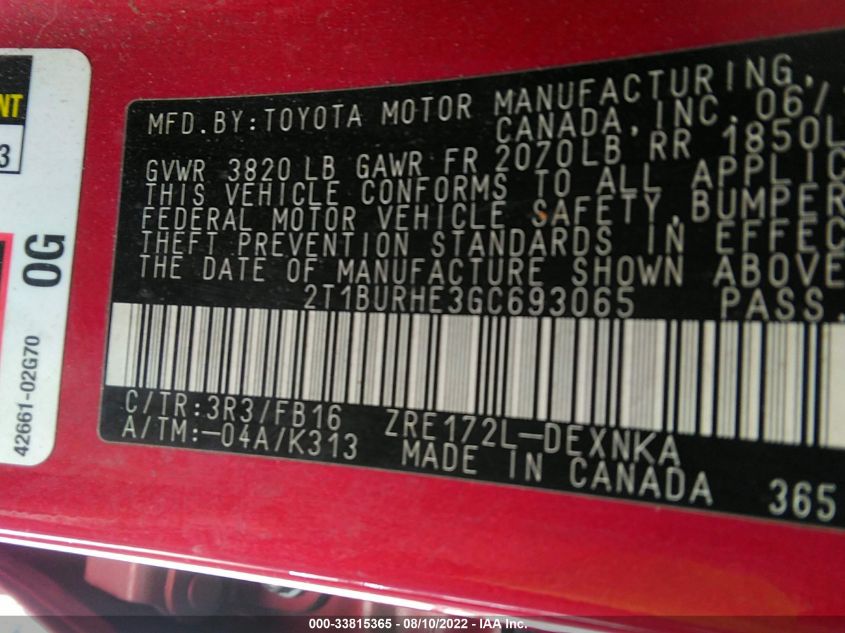 MFD.BY:TOYOTA MOTOR MANUFACTURING,
CANADA, INC. 06/
GVWR 3820 LB GAWR FR 2070LB RR 1850L
THIS VEHICLE CONFORMS TO ALL APPLIC
FEDERAL MOTOR VEHICLE SAFETY, BUMPER
THEFT PREVENTION STANDARDS IN EFFEC
THE DATE OF MANUFACTURE SHOWN ABOVE
2T1BURHE3GC693065 PASS.
C/TR:3R3/FB16 ZRE172L-DEXNKA
A/TM:-04A/K313 MADE IN CANADA 365
NT
3
0G
42661-02G70
000-33815365 - 08/10/2022 - IAA Inc.